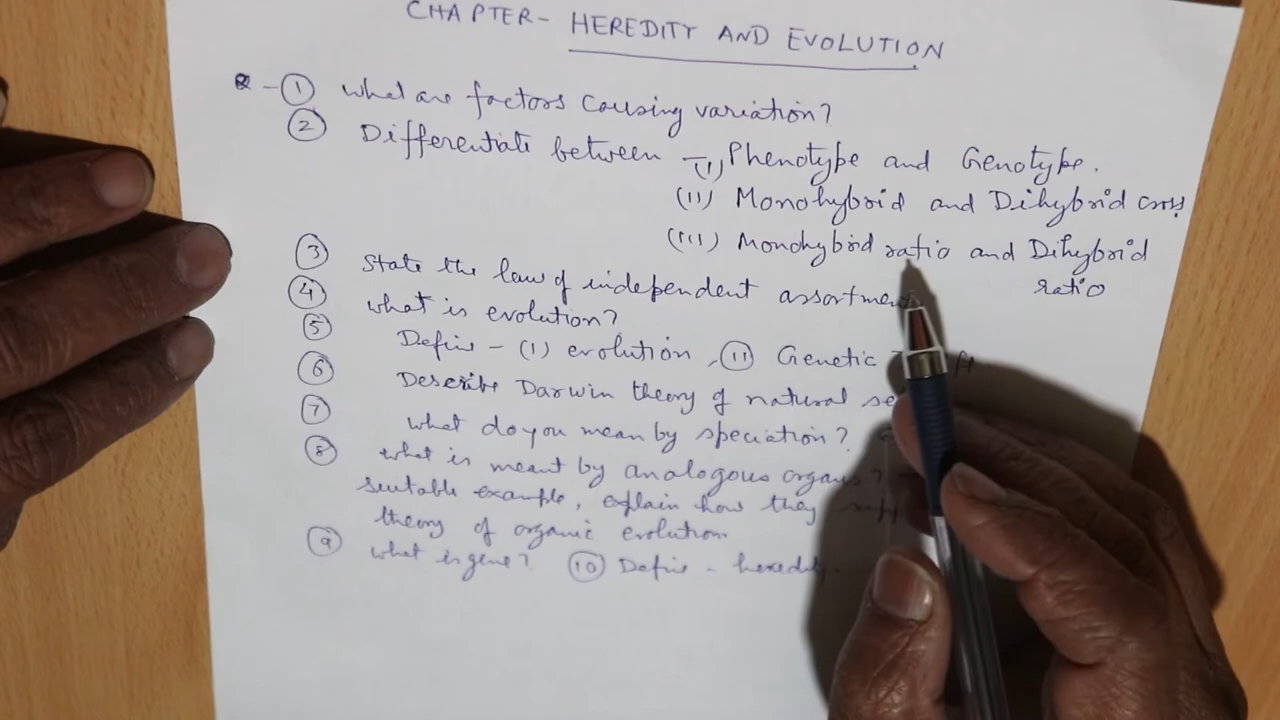 CHAPTER- HEREDITY AND EVOLUTION
Q - 1 What are factors causing variation?
2 Differentiate between - (I) Phenotype and Genotype.
(II) Monohybrid and Dihybrid cross
(III) Monohybrid ratio and Dihybrid
ratio
3 State the law of independent assortmen
4 what is evolution?
5 Define - (I) evolution, (II) Genetic
6 Describe Darwin theory of natural se
7 what do you mean by speciation?
8 what is meant by analogous organs?
suitable example, explain how they
theory of organic evolution
9 what is gene? 10 Define - heredity.